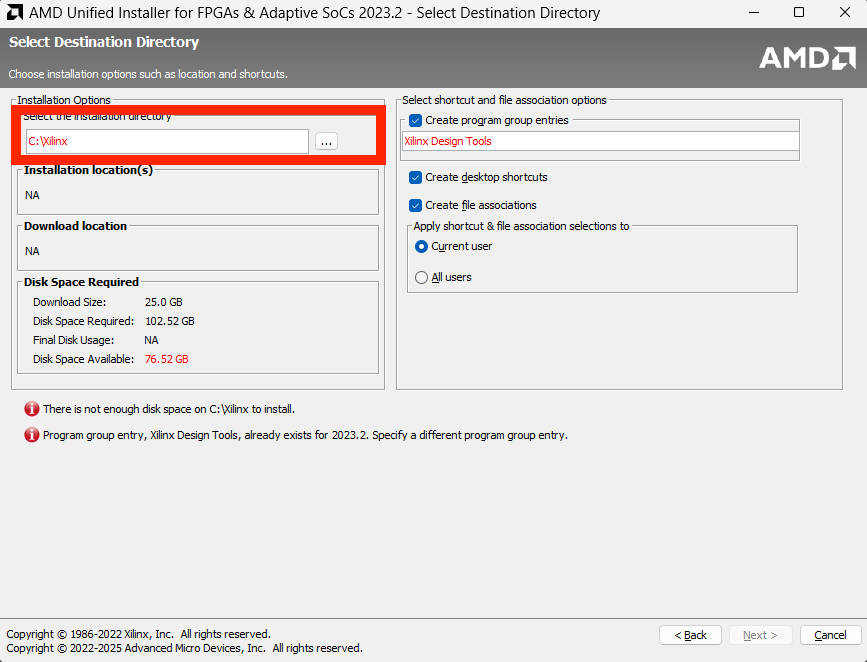 AMD Unified Installer for FPGAs & Adaptive SoCs 2023.2 - Select Destination Directory
Select Destination Directory
Choose installation options such as location and shortcuts.
AMD
Installation Options
Select the installation directory
C:\Xilinx
...
Installation location(s)
NA
Download location
NA
Disk Space Required
Download Size: 25.0 GB
Disk Space Required: 102.52 GB
Final Disk Usage: NA
Disk Space Available: 76.52 GB
Select shortcut and file association options
Create program group entries
Xilinx Design Tools
Create desktop shortcuts
Create file associations
Apply shortcut & file association selections to
Current user
All users
There is not enough disk space on C:\Xilinx to install.
Program group entry, Xilinx Design Tools, already exists for 2023.2. Specify a different program group entry.
Copyright © 1986-2022 Xilinx, Inc. All rights reserved.
Copyright © 2022-2025 Advanced Micro Devices, Inc. All rights reserved.
< Back
Next >
Cancel